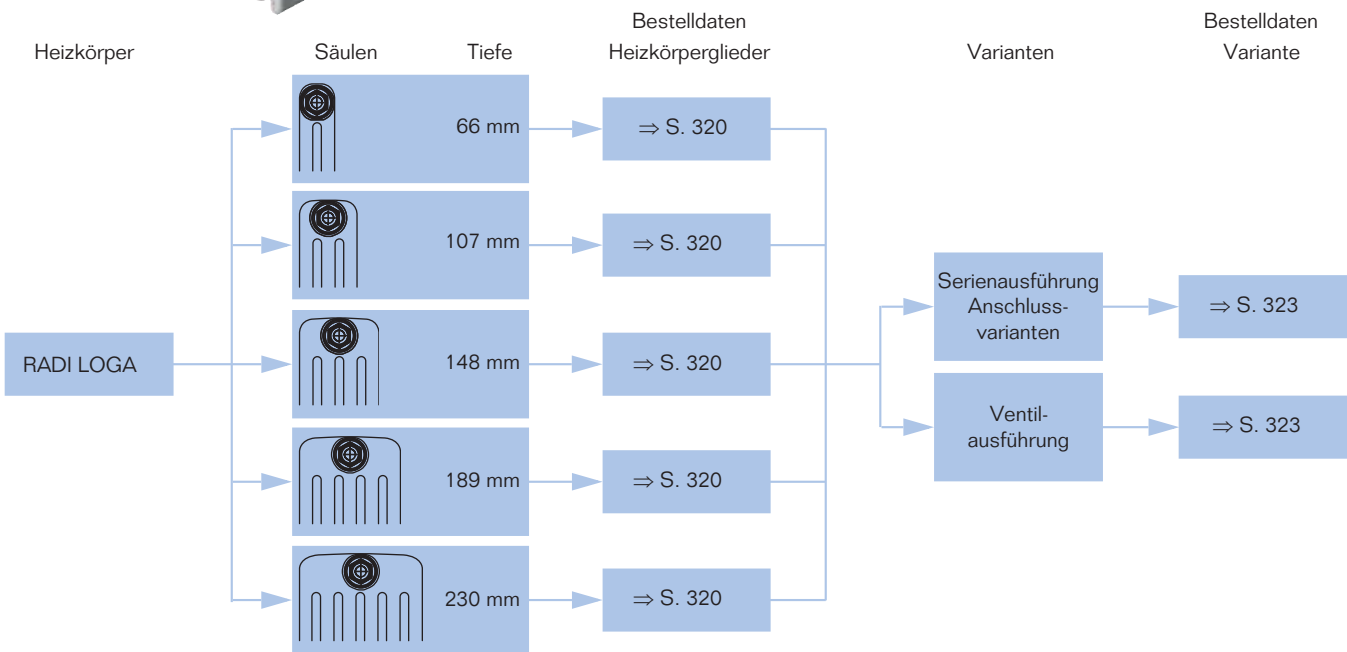 Bestelldaten
Bestelldaten
Heizkörper
Säulen
Tiefe
Heizkörperglieder
Varianten
Variante
66 mm
⇒ S. 320
107 mm
⇒ S. 320
Serienausführung
Anschluss-
varianten
⇒ S. 323
RADI LOGA
148 mm
⇒ S. 320
Ventil-
ausführung
⇒ S. 323
189 mm
⇒ S. 320
230 mm
⇒ S. 320